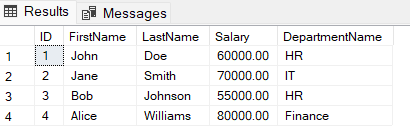 Results Messages
ID FirstName LastName Salary DepartmentName
1 1 John Doe 60000.00 HR
2 2 Jane Smith 70000.00 IT
3 3 Bob Johnson 55000.00 HR
4 4 Alice Williams 80000.00 Finance